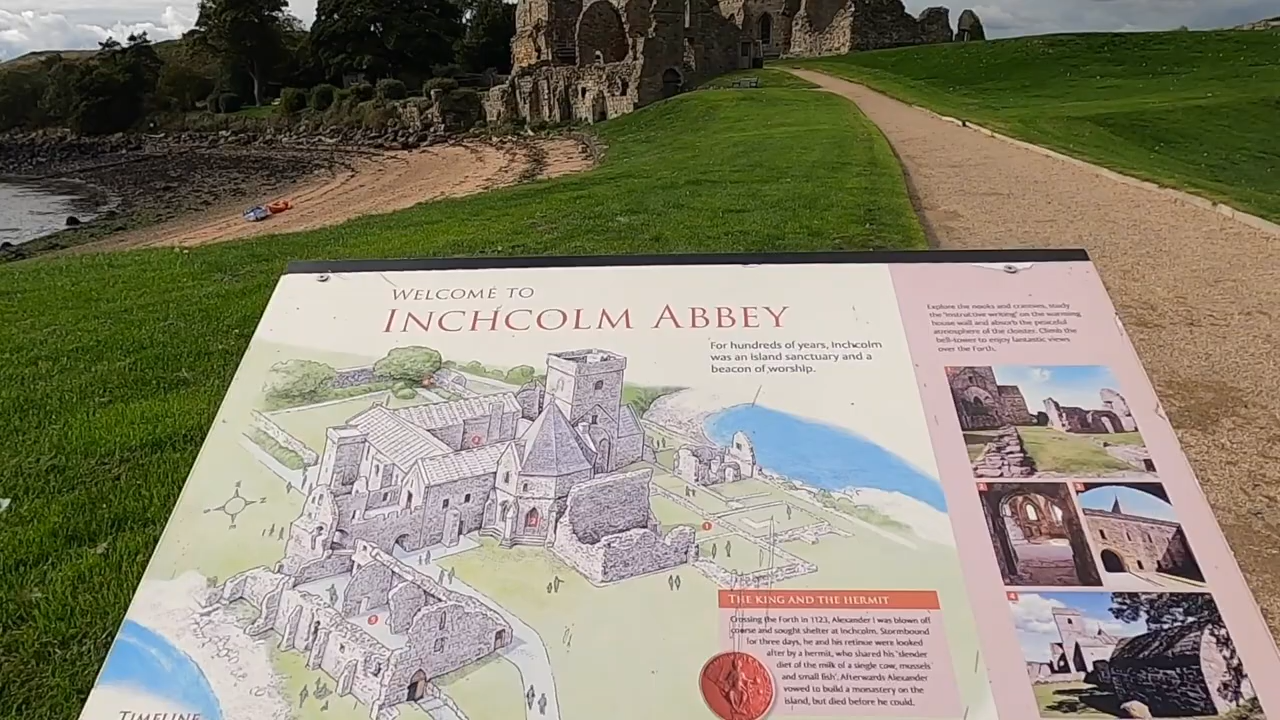 WELCOME TO
INCHCOLM ABBEY
For hundreds of years, Inchcolm
was an island sanctuary and a
beacon of worship.
Explore the nooks and crannies, study
the 'instructive writing' on the warming
house wall and absorb the peaceful
atmosphere of the cloister. Climb the
bell-tower to enjoy fantastic views
over the Forth.
THE KING AND THE HERMIT
Crossing the Forth in 1123, Alexander I was blown off
course and sought shelter at Inchcolm. Stormbound
for three days, he and his retinue were looked
after by a hermit, who shared his 'slender
diet of the milk of a single cow, mussels
and small fish'. Afterwards Alexander
vowed to build a monastery on the
island, but died before he could.
TIMELINE